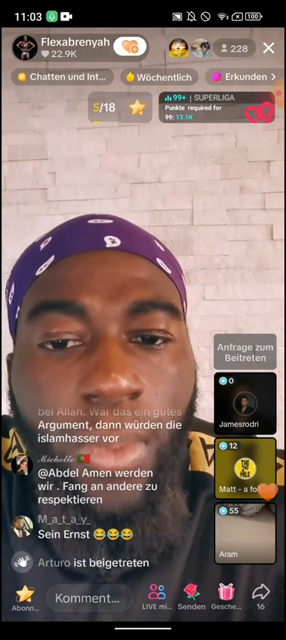 11:03
100
Flexabrenyah
22.9K
228
Chatten und Int...
Wöchentlich
Erkunden >
5/18
99+ | SUPERLIGA
Punkte required for
99: 13.1K
Anfrage zum
Beitreten
0
Jamesrodri
12
Matt - a fo
55
Aram
bei Allah. War das ein gutes
Argument, dann würden die
islamhasser vor
Michelle
@Abdel Amen werden
wir . Fang an andere zu
respektieren
M_a_t_a_y_
Sein Ernst 😂😂😂
Arturo ist beigetreten
Komment...
Abonn...
LIVE mi...
Senden
Gesche...
16